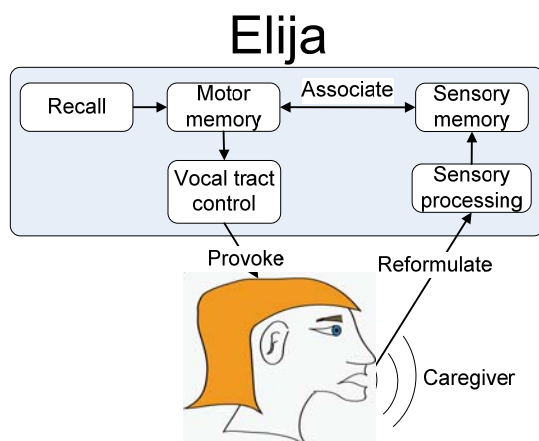 Elija
Recall
Motor
memory
Associate
Sensory
memory
Vocal tract
control
Sensory
processing
Provoke
Reformulate
Caregiver